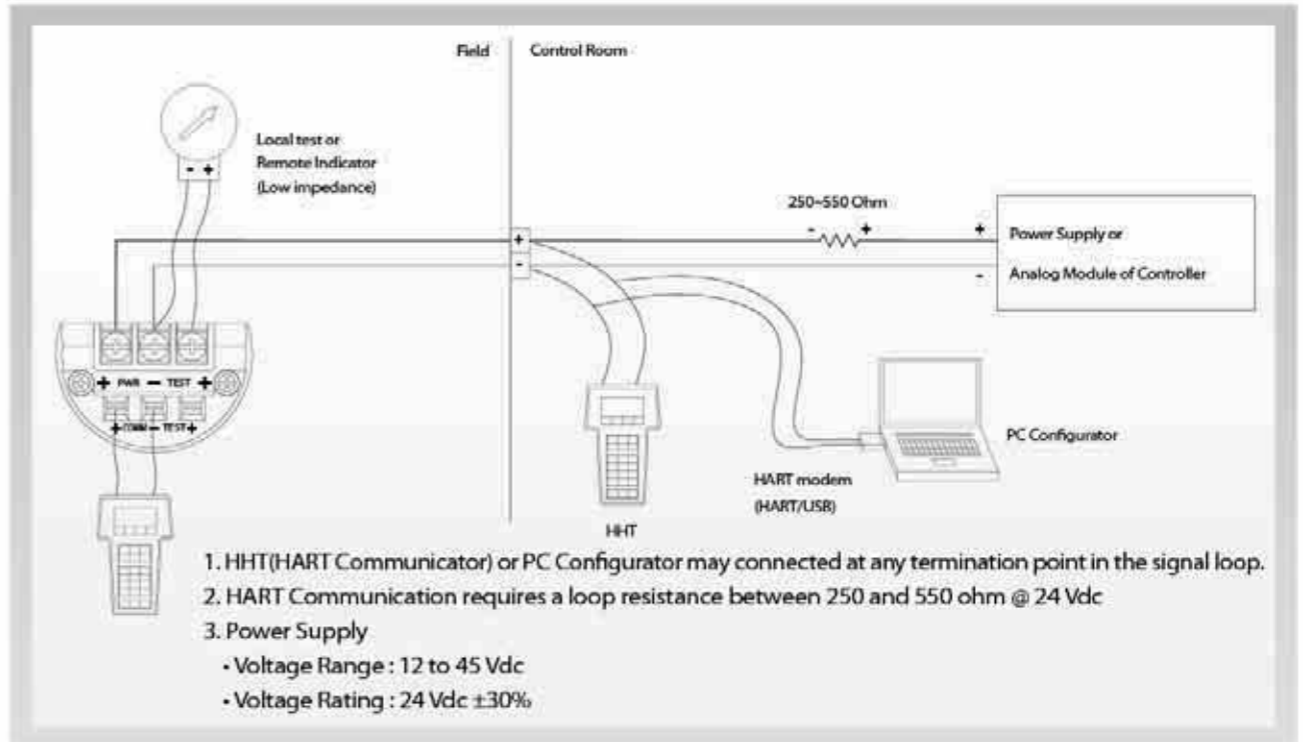 Field
Control Room
Local test or
Remote Indicator
(Low impedance)
- +
250~550 Ohm
- +
+
-
+
-
Power Supply or
Analog Module of Controller
+ PWR - TEST +
+ COMM - TEST +
PC Configurator
HART modem
(HART/USB)
HHT
1. HHT(HART Communicator) or PC Configurator may connected at any termination point in the signal loop.
2. HART Communication requires a loop resistance between 250 and 550 ohm @ 24 Vdc
3. Power Supply
• Voltage Range : 12 to 45 Vdc
• Voltage Rating : 24 Vdc ±30%